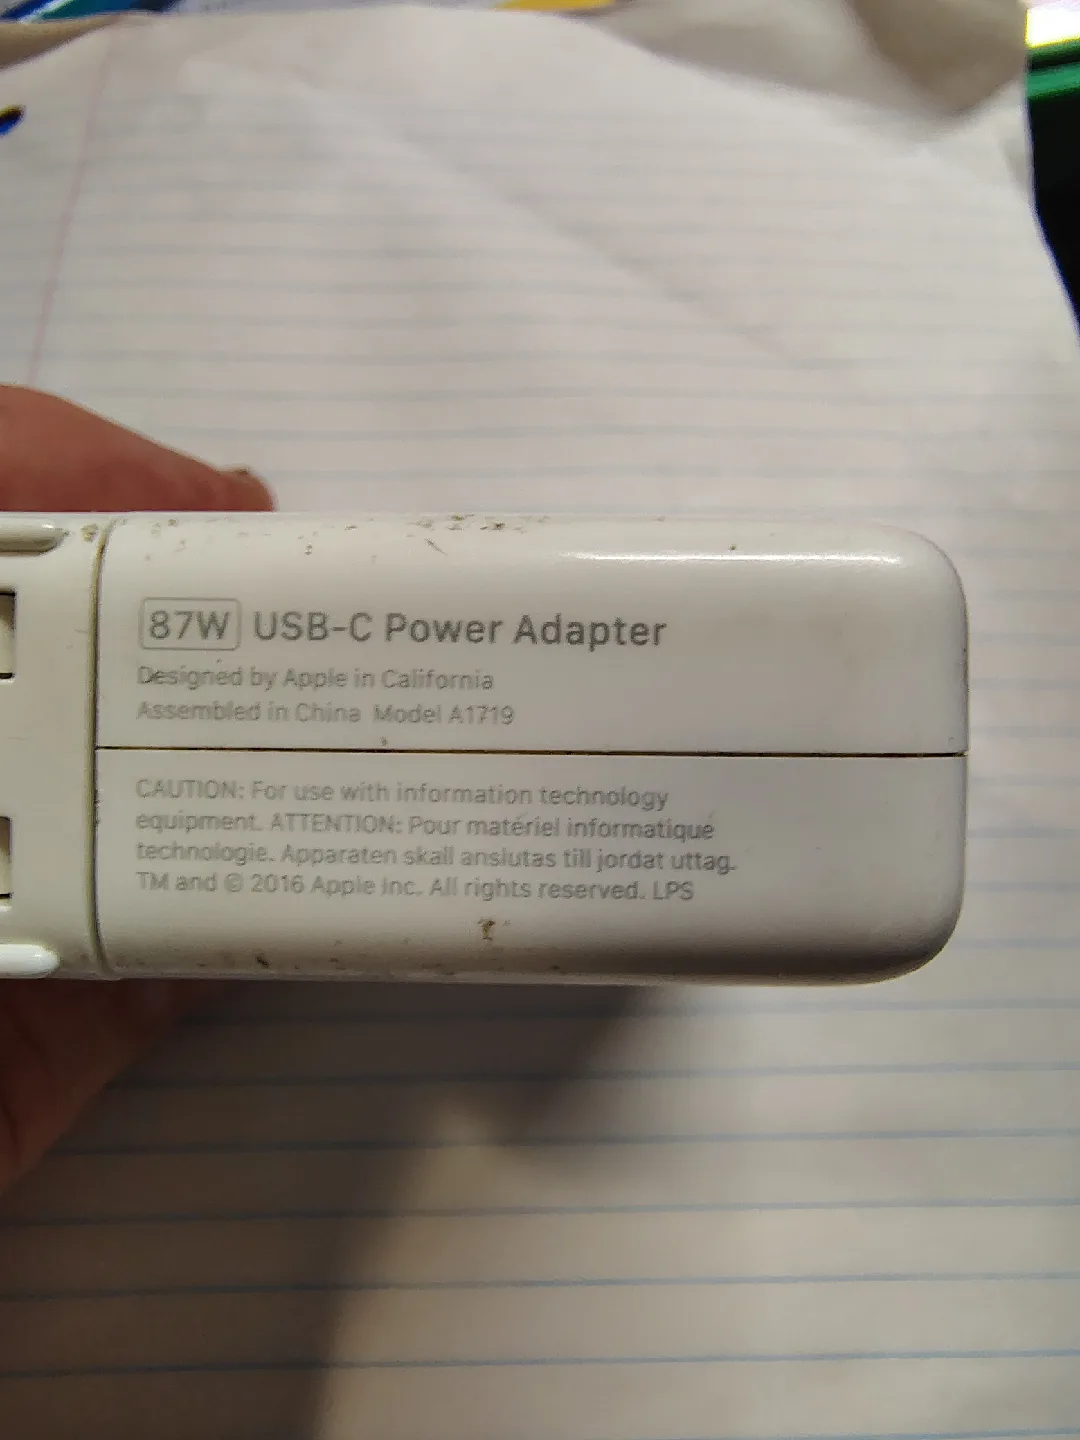 87W USB-C Power Adapter
Designed by Apple in California
Assembled in China Model A1719
CAUTION: For use with information technology
equipment. ATTENTION: Pour matériel informatique
technologie. Apparaten skall anslutas till jordat uttag.
TM and © 2016 Apple Inc. All rights reserved. LPS